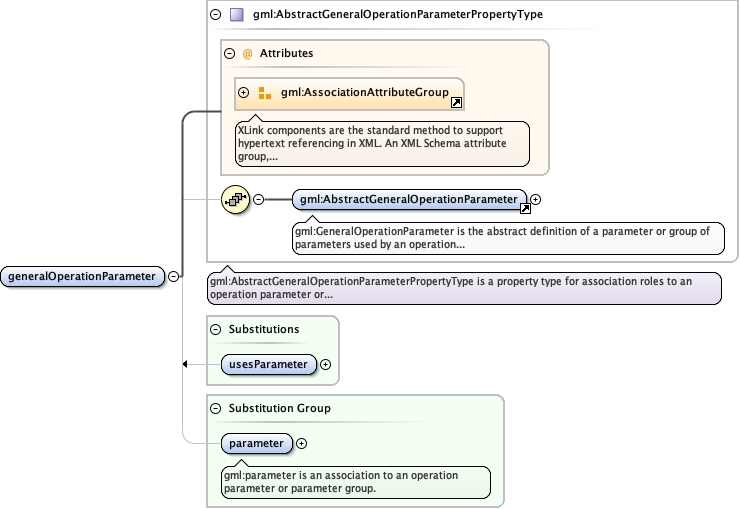 gml:AbstractGeneralOperationParameterPropertyType
@ Attributes
gml:AssociationAttributeGroup
XLink components are the standard method to support
hypertext referencing in XML. An XML Schema attribute
group,...
gml:AbstractGeneralOperationParameter
gml:GeneralOperationParameter is the abstract definition of a parameter or group of
parameters used by an operation...
generalOperationParameter
gml:AbstractGeneralOperationParameterPropertyType is a property type for association roles to an
operation parameter or...
Substitutions
usesParameter
Substitution Group
parameter
gml:parameter is an association to an operation
parameter or parameter group.